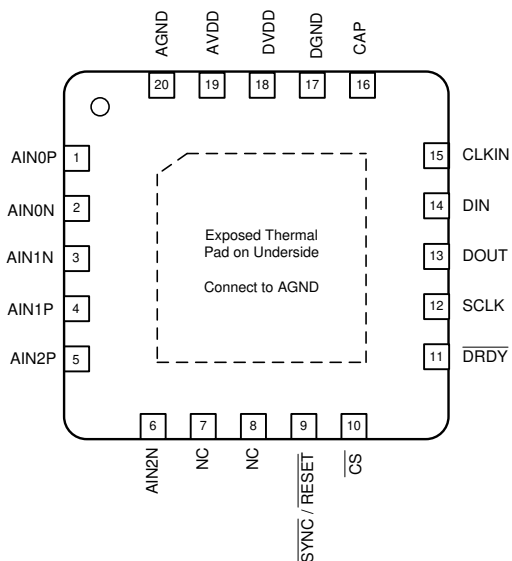 AGND
AVDD
DVDD
DGND
CAP
20
19
18
17
16
AIN0P
1
AIN0N
2
AIN1N
3
AIN1P
4
AIN2P
5
Exposed Thermal
Pad on Underside
Connect to AGND
15
CLKIN
14
DIN
13
DOUT
12
SCLK
11
DRDY
6
7
8
9
10
AIN2N
NC
NC
SYNC / RESET
CS